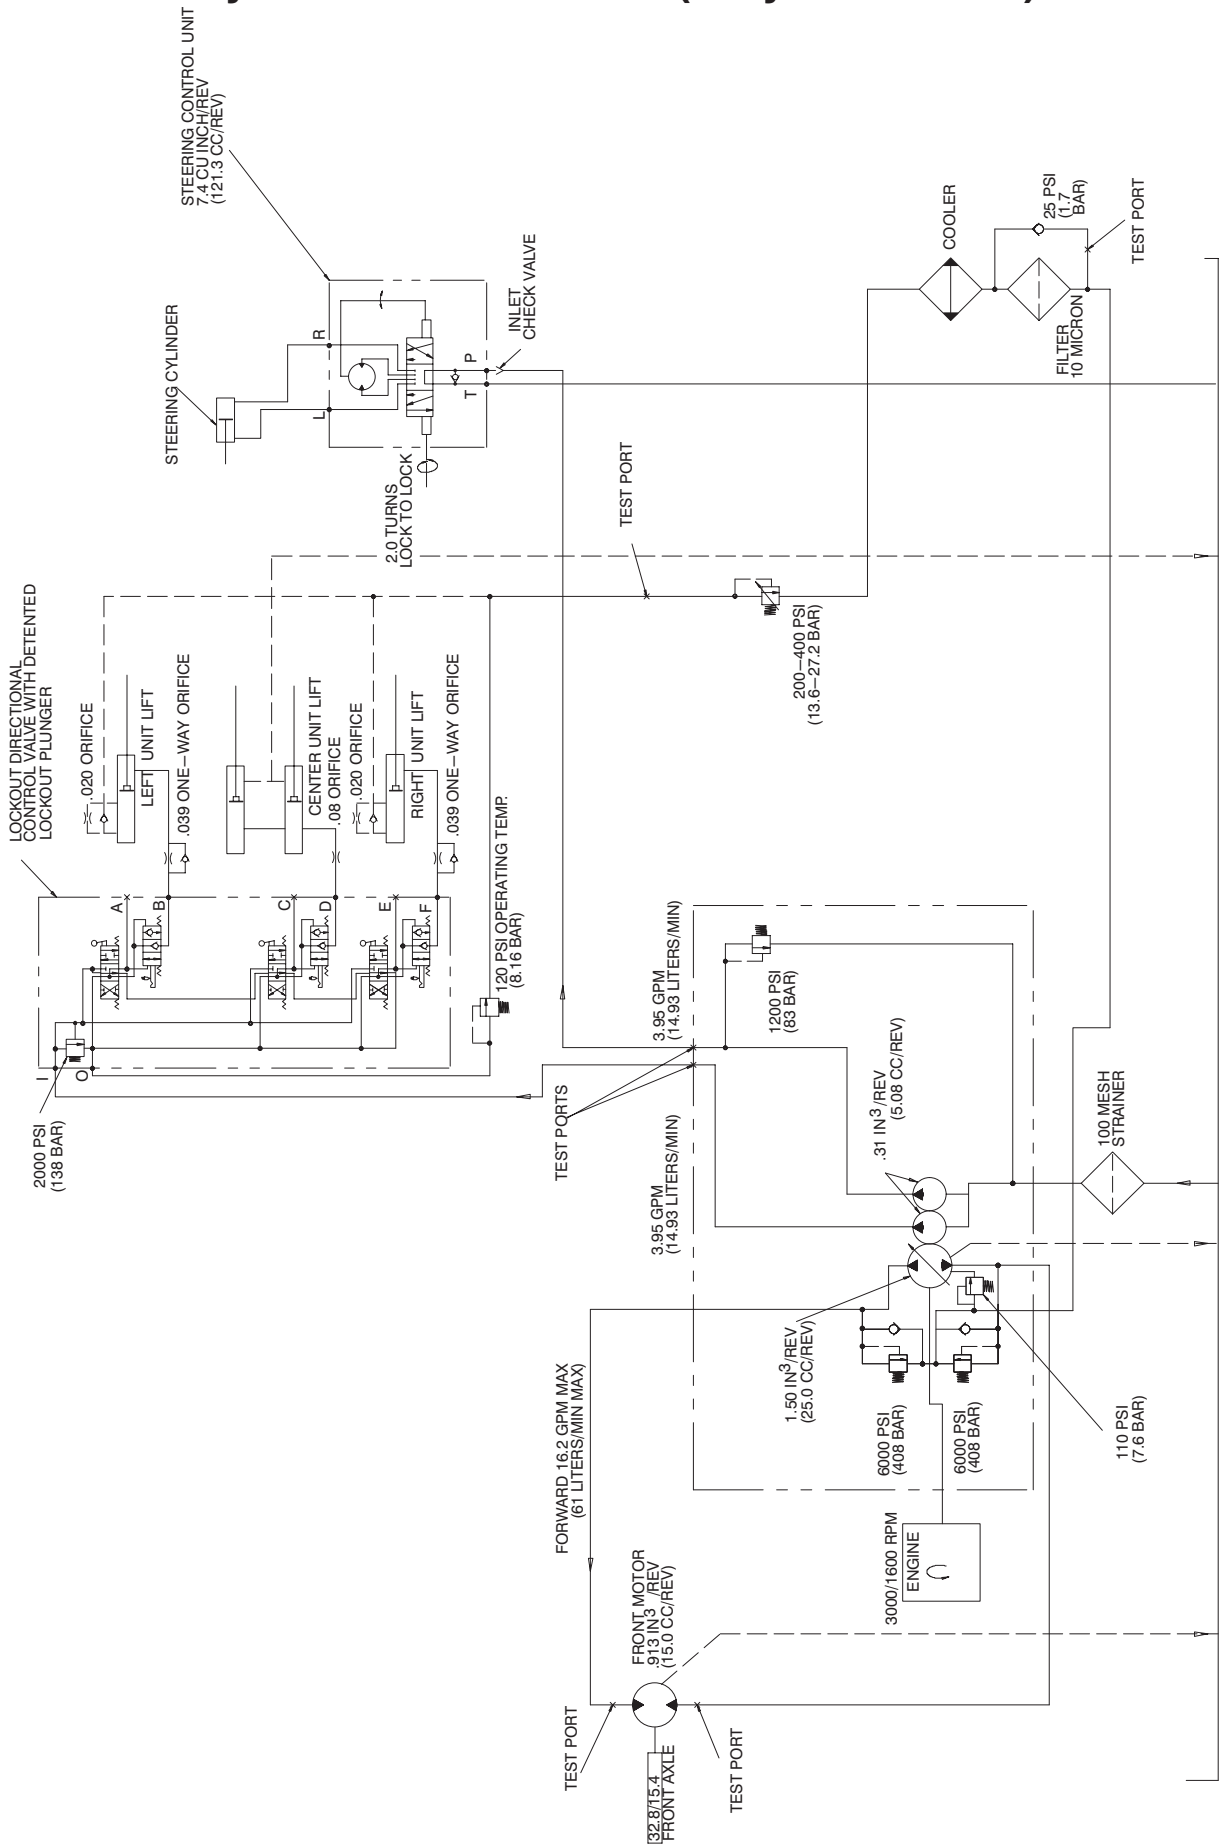 STEERING CONTROL UNIT
7.4 CU INCH/REV
(121.3 CC/REV)
STEERING CYLINDER
L
R
T
P
INLET
CHECK VALVE
2.0 TURNS
LOCK TO LOCK
COOLER
25 PSI
(1.7
BAR)
FILTER
10 MICRON
TEST PORT
TEST PORT
200–400 PSI
(13.6–27.2 BAR)
LOCKOUT DIRECTIONAL
CONTROL VALVE WITH DETENTED
LOCKOUT PLUNGER
.020 ORIFICE
LEFT UNIT LIFT
.039 ONE–WAY ORIFICE
CENTER UNIT LIFT
.08 ORIFICE
.020 ORIFICE
RIGHT UNIT LIFT
.039 ONE–WAY ORIFICE
A
B
C
D
E
F
I
O
2000 PSI
(138 BAR)
120 PSI OPERATING TEMP.
(8.16 BAR)
TEST PORTS
3.95 GPM
(14.93 LITERS/MIN)
3.95 GPM
(14.93 LITERS/MIN)
1200 PSI
(83 BAR)
.31 IN3/REV
(5.08 CC/REV)
100 MESH
STRAINER
1.50 IN3/REV
(25.0 CC/REV)
6000 PSI
(408 BAR)
6000 PSI
(408 BAR)
110 PSI
(7.6 BAR)
FORWARD 16.2 GPM MAX
(61 LITERS/MIN MAX)
3000/1600 RPM
ENGINE
FRONT MOTOR
.913 IN3 /REV
(15.0 CC/REV)
TEST PORT
TEST PORT
32.8/15.4
FRONT AXLE